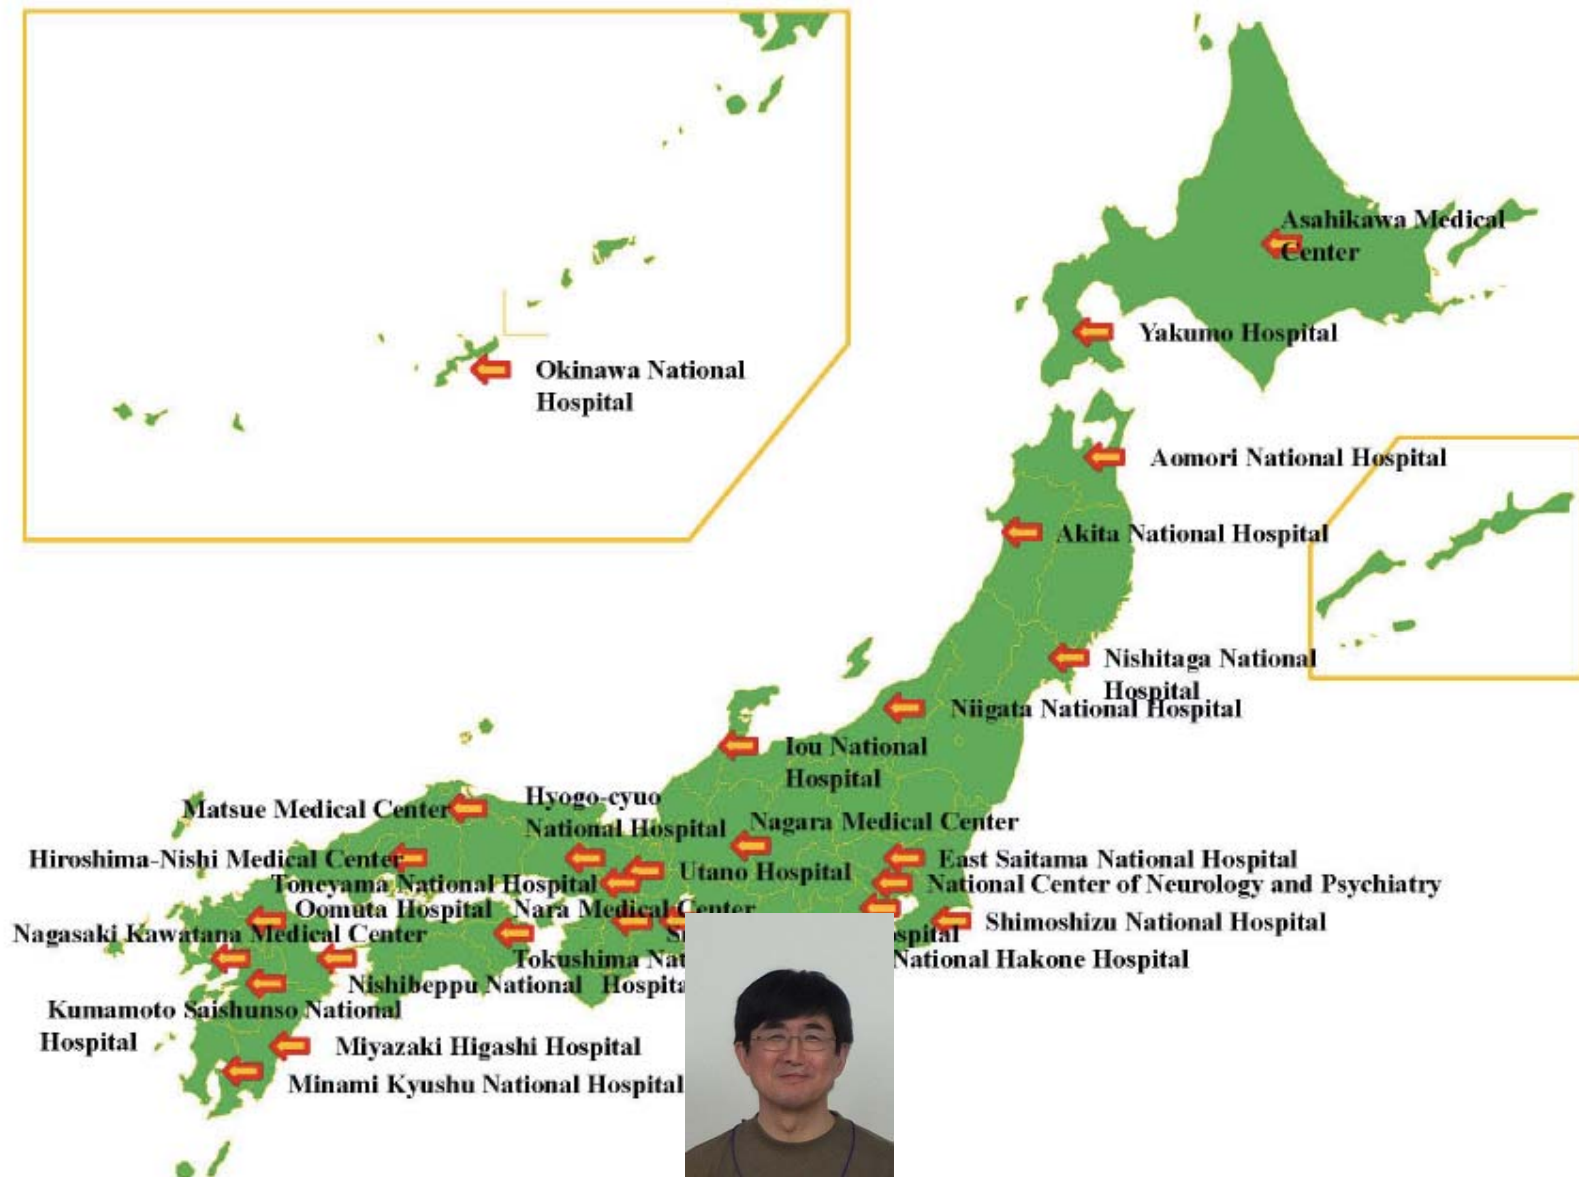 Asahikawa Medical
Center
Yakumo Hospital
Okinawa National
Hospital
Aomori National Hospital
Akita National Hospital
Nishitaga National
Hospital
Niigata National Hospital
Iou National
Hospital
Matsue Medical Center
Hyogo-cyuo
National Hospital
Nagara Medical Center
Hiroshima-Nishi Medical Center
East Saitama National Hospital
Toneyama National Hospital
Utano Hospital
National Center of Neurology and Psychiatry
Oomuta Hospital
Nara Medical Center
Shimoshizu National Hospital
Nagasaki Kawatana Medical Center
Tokushima
National Hakone Hospital
Nishibeppu National
Kumamoto Saishunso National
Hospital
Miyazaki Higashi Hospital
Minami Kyushu National Hospital